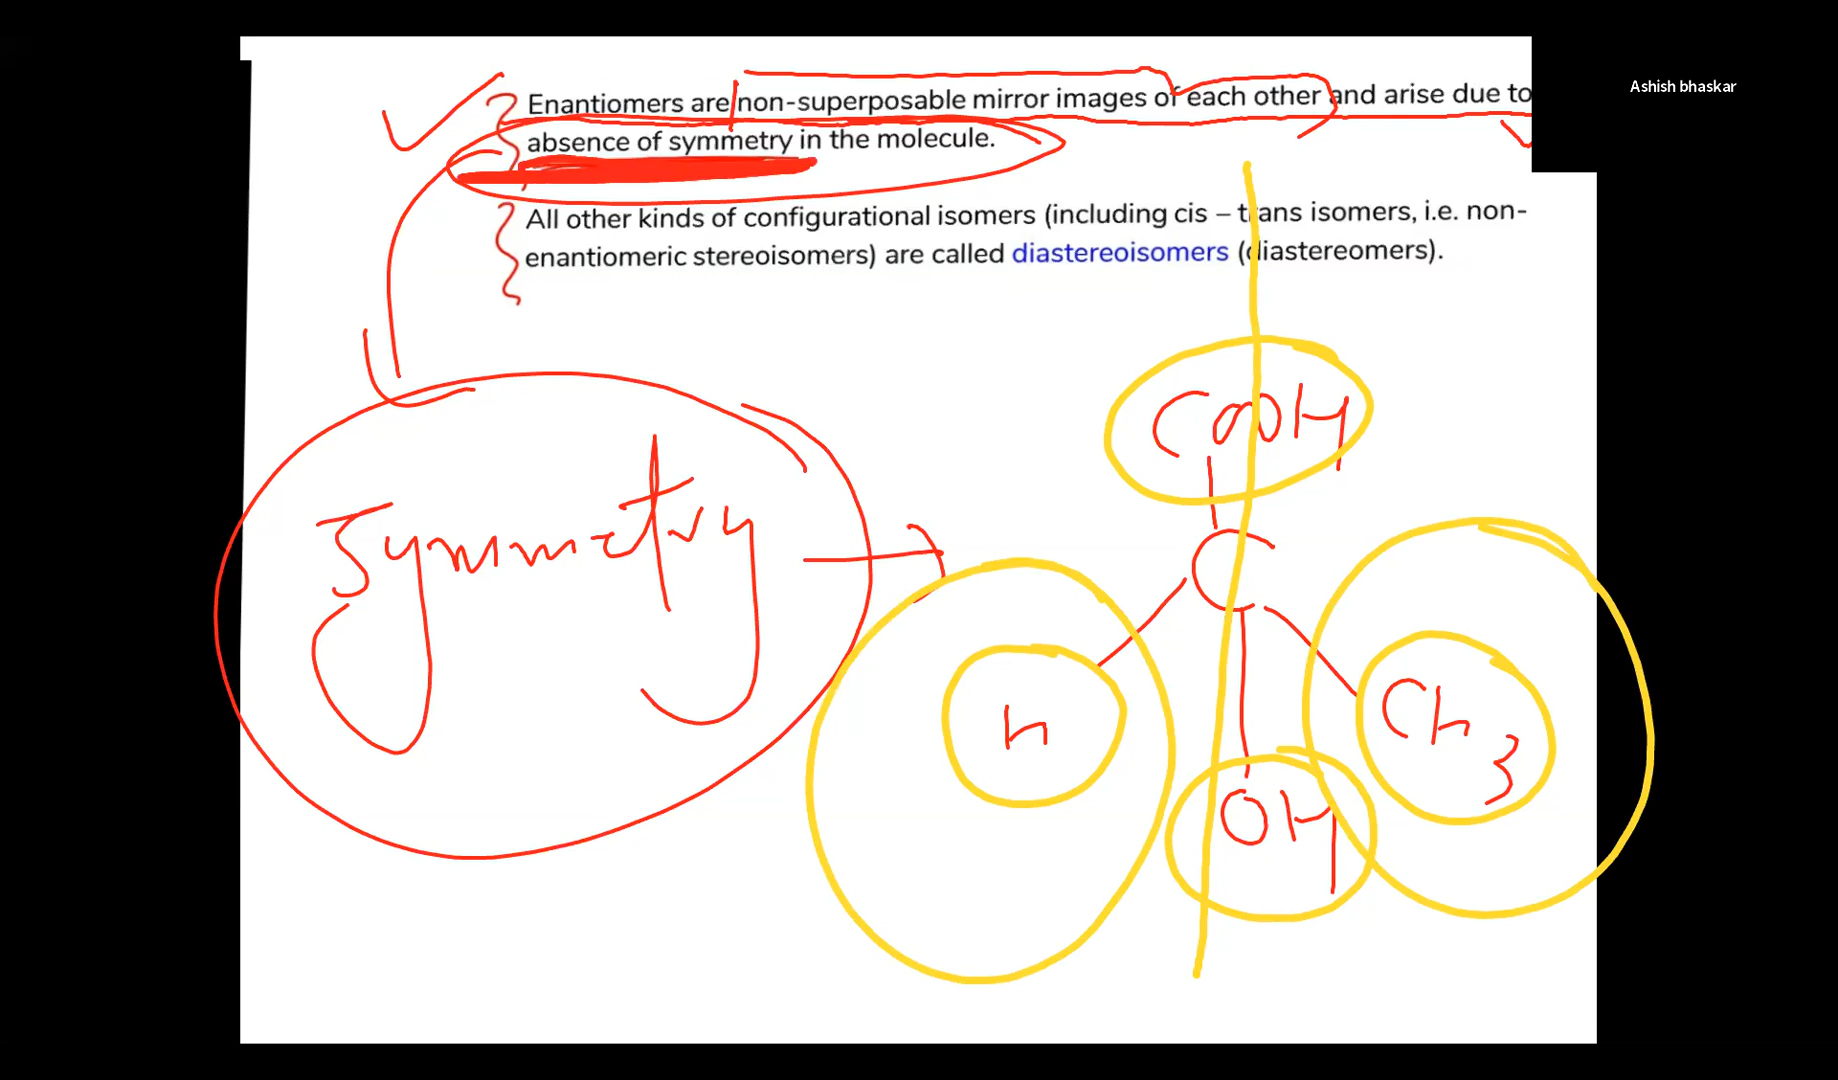 Ashish bhaskar
Enantiomers are non-superposable mirror images of each other and arise due to
absence of symmetry in the molecule.
All other kinds of configurational isomers (including cis – trans isomers, i.e. non-
enantiomeric stereoisomers) are called diastereoisomers (diastereomers).
COOH
Symmetry
C
H
CH3
OH